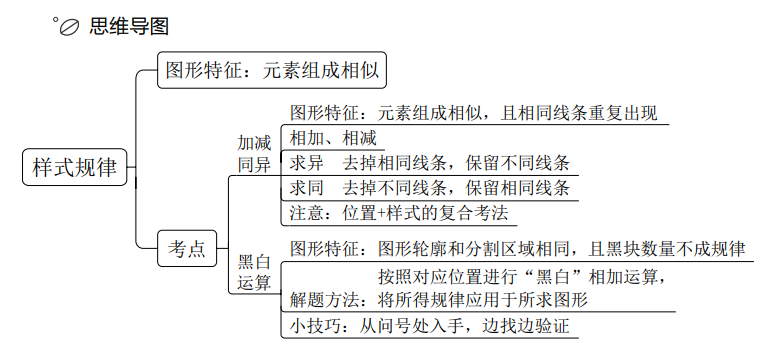 思维导图
图形特征：元素组成相似
样式规律
考点
加减
同异
图形特征：元素组成相似，且相同线条重复出现
相加、相减
求异 去掉相同线条，保留不同线条
求同 去掉不同线条，保留相同线条
注意：位置+样式的复合考法
黑白
运算
图形特征：图形轮廓和分割区域相同，且黑块数量不成规律
按照对应位置进行“黑白”相加运算，
解题方法：将所得规律应用于所求图形
小技巧：从问号处入手，边找边验证